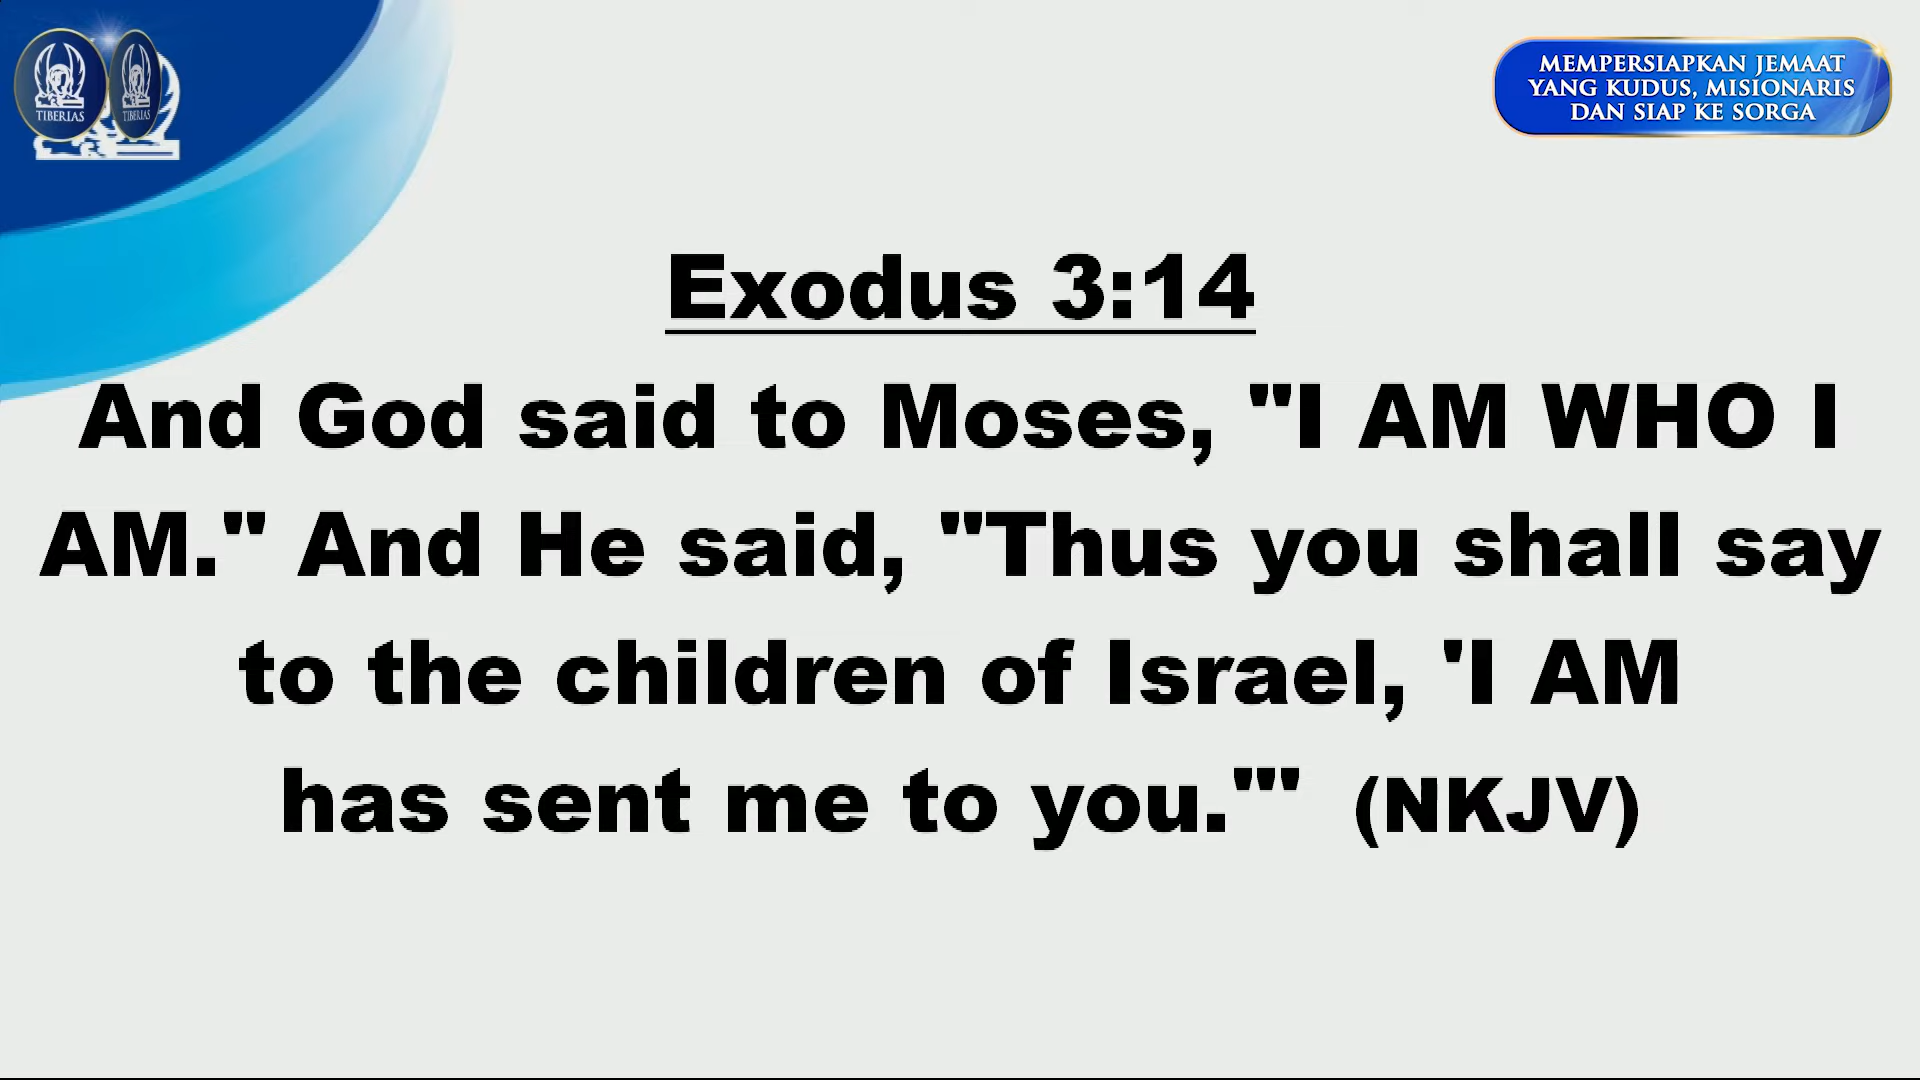 TIBERIAS
TIBERIAS
MEMPERSIAPKAN JEMAAT
YANG KUDUS, MISIONARIS
DAN SIAP KE SORGA
Exodus 3:14
And God said to Moses, "I AM WHO I
AM." And He said, "Thus you shall say
to the children of Israel, 'I AM
has sent me to you.'"  (NKJV)